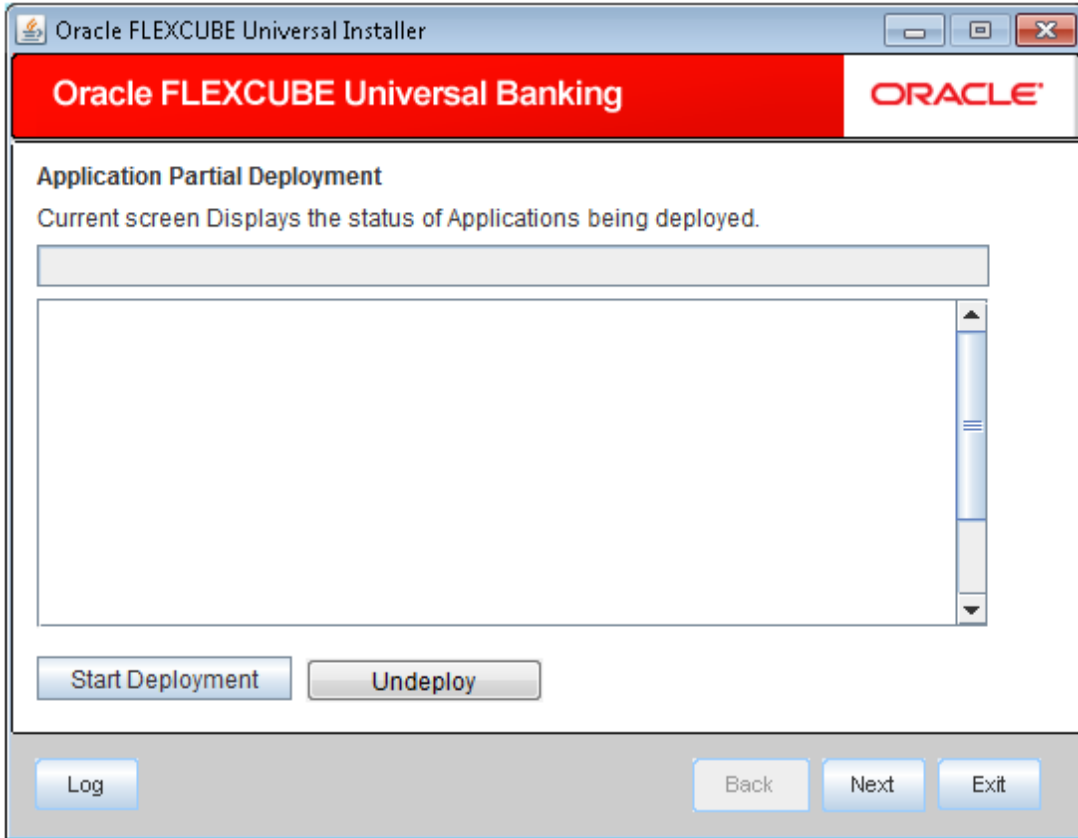 Oracle FLEXCUBE Universal Installer
Oracle FLEXCUBE Universal Banking
ORACLE
Application Partial Deployment
Current screen Displays the status of Applications being deployed.
Start Deployment
Undeploy
Log
Back
Next
Exit